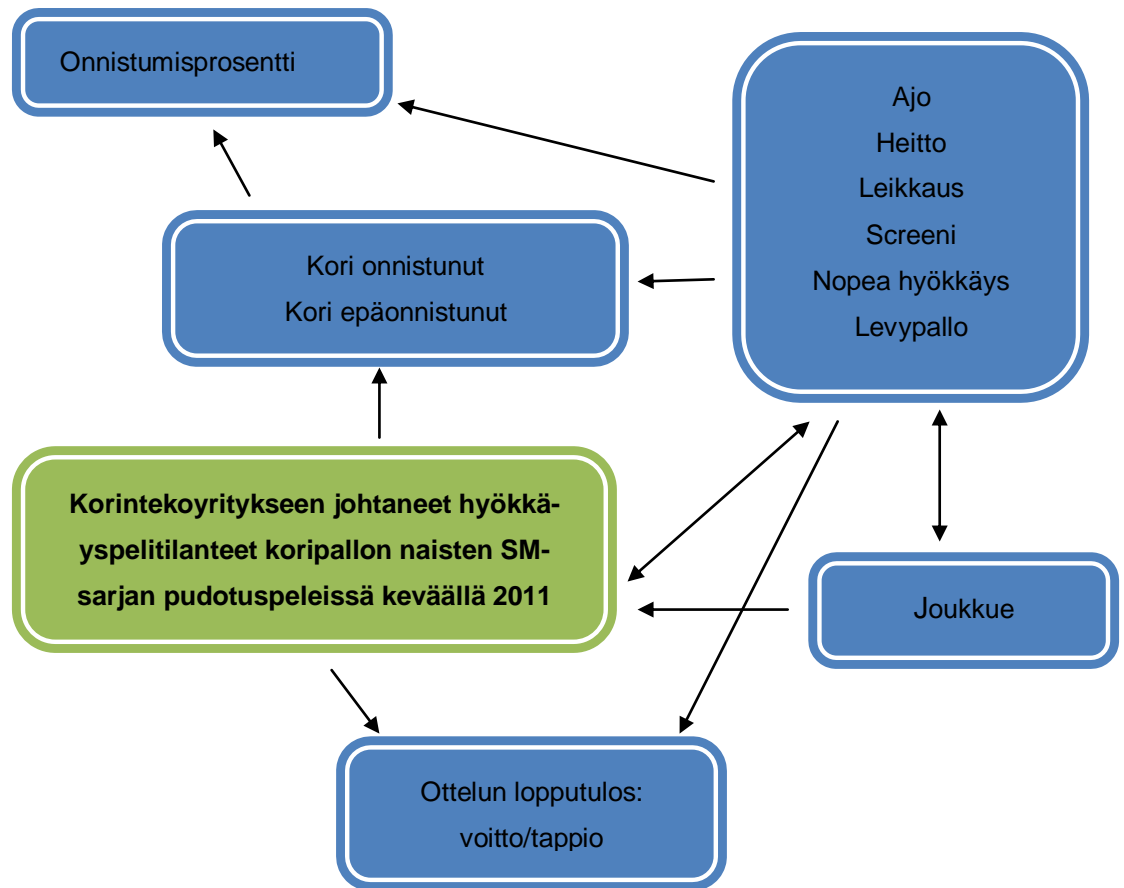 Onnistumisprosentti
Ajo
Heitto
Leikkaus
Screeni
Nopea hyökkäys
Levypallo
Kori onnistunut
Kori epäonnistunut
Korintekoyritykseen johtaneet hyökkä-
yspelitilanteet koripallon naisten SM-
sarjan pudotuspeleissä keväällä 2011
Joukkue
Ottelun lopputulos:
voitto/tappio